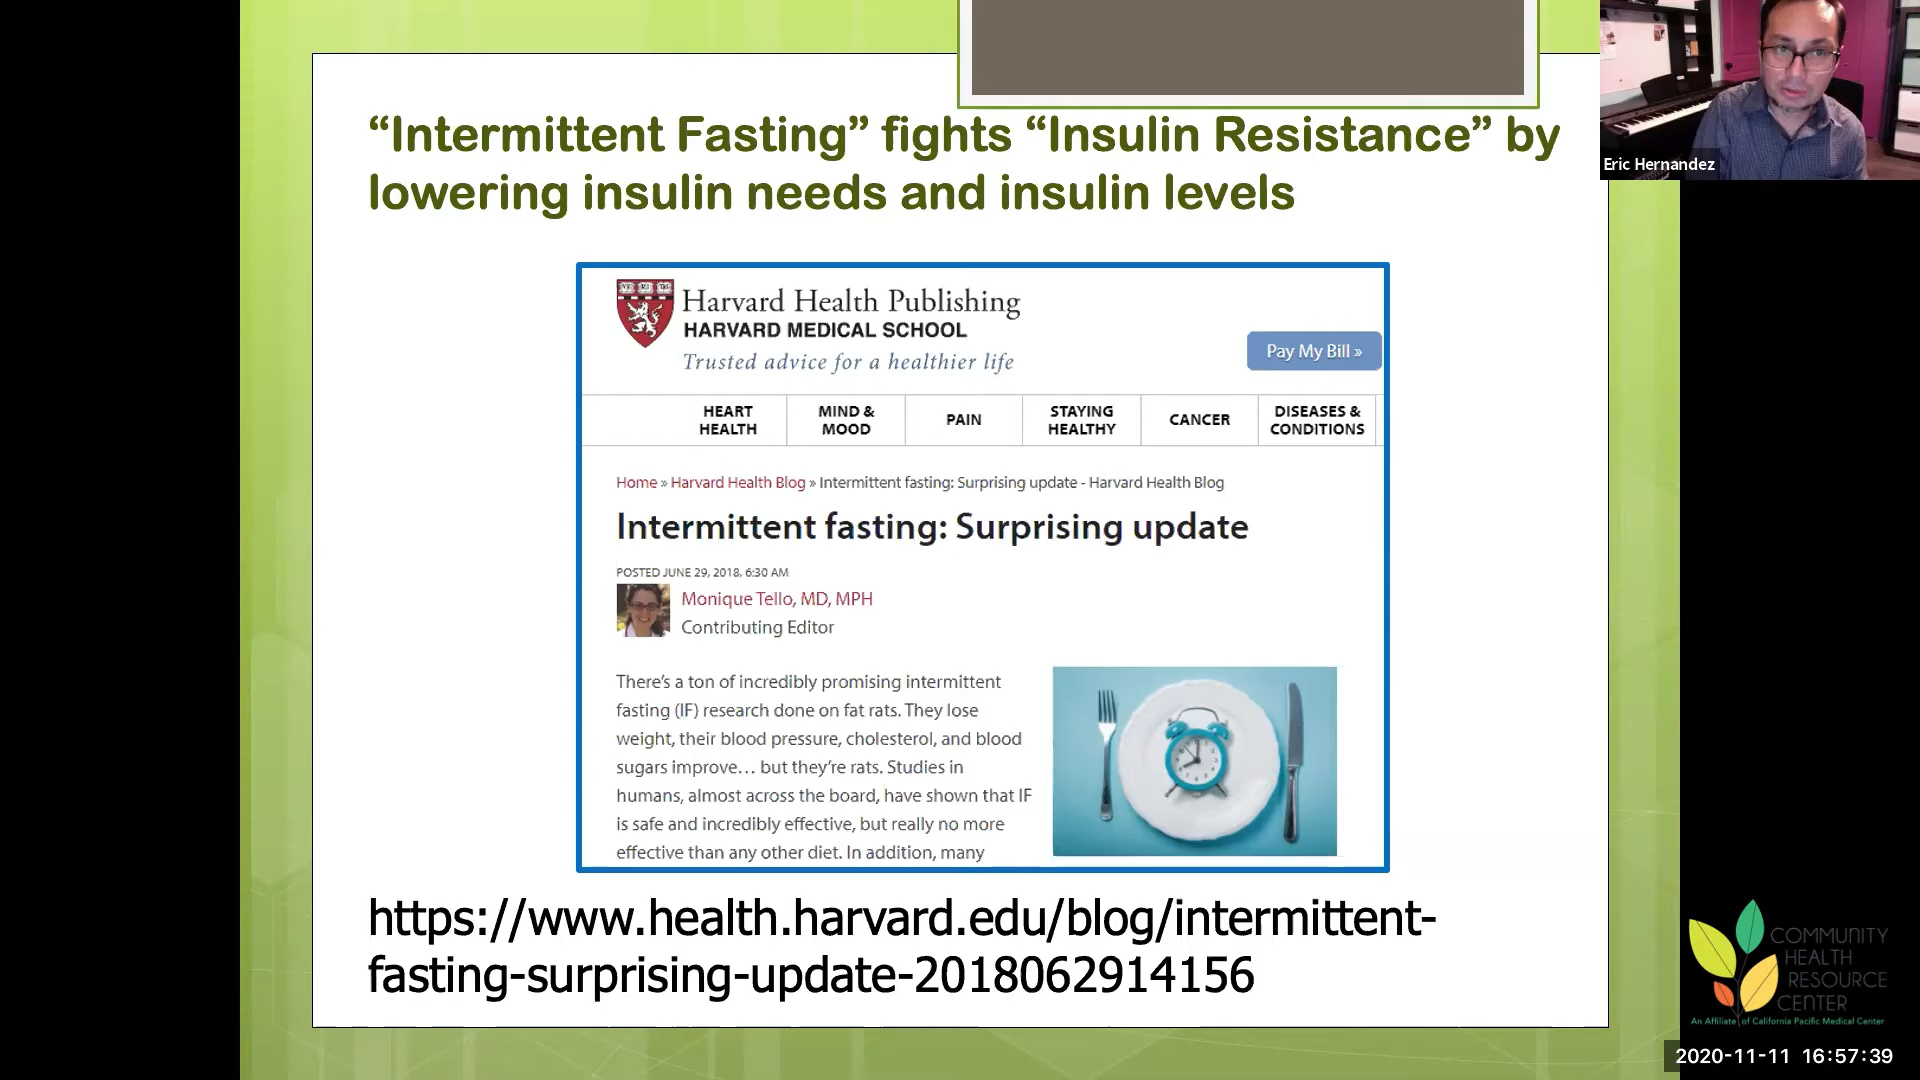 “Intermittent Fasting” fights “Insulin Resistance” by
lowering insulin needs and insulin levels
Eric Hernandez
VE RI TAS
Harvard Health Publishing
HARVARD MEDICAL SCHOOL
Trusted advice for a healthier life
Pay My Bill »
HEART
HEALTH
MIND &
MOOD
PAIN
STAYING
HEALTHY
CANCER
DISEASES &
CONDITIONS
Home » Harvard Health Blog » Intermittent fasting: Surprising update - Harvard Health Blog
Intermittent fasting: Surprising update
POSTED JUNE 29, 2018, 6:30 AM
Monique Tello, MD, MPH
Contributing Editor
There’s a ton of incredibly promising intermittent
fasting (IF) research done on fat rats. They lose
weight, their blood pressure, cholesterol, and blood
sugars improve… but they’re rats. Studies in
humans, almost across the board, have shown that IF
is safe and incredibly effective, but really no more
effective than any other diet. In addition, many
https://www.health.harvard.edu/blog/intermittent-
fasting-surprising-update-2018062914156
COMMUNITY
HEALTH
RESOURCE
CENTER
An Affiliate of California Pacific Medical Center
2020-11-11 16:57:39